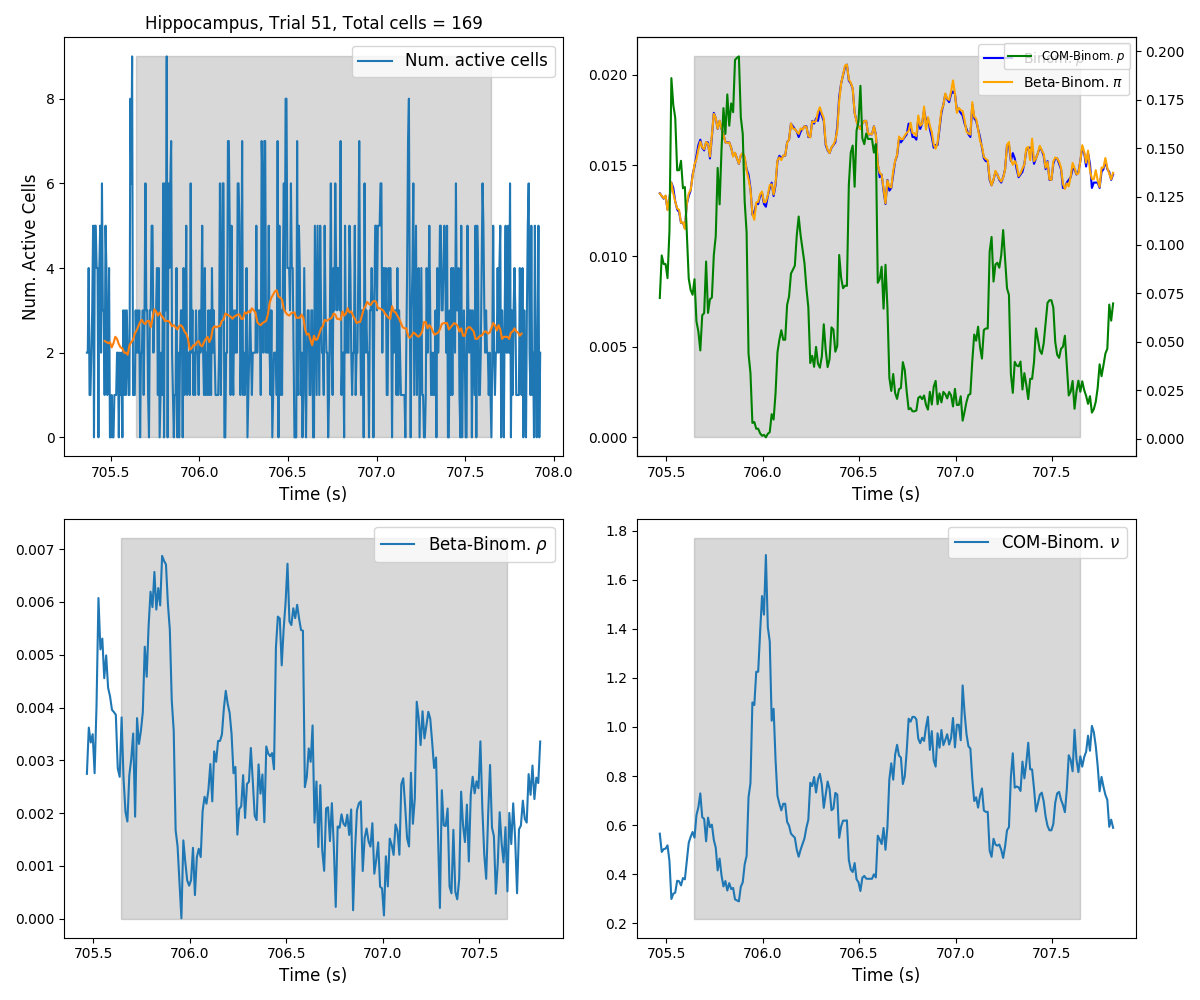 Hippocampus, Trial 51, Total cells = 169
Num. active cells
Num. Active Cells
8
6
4
2
0
705.5 706.0 706.5 707.0 707.5 708.0
Time (s)
COM-Binom. p
Beta-Binom. π
0.020
0.015
0.010
0.005
0.000
0.200
0.175
0.150
0.125
0.100
0.075
0.050
0.025
0.000
705.5 706.0 706.5 707.0 707.5
Time (s)
Beta-Binom. ρ
0.007
0.006
0.005
0.004
0.003
0.002
0.001
0.000
705.5 706.0 706.5 707.0 707.5
Time (s)
COM-Binom. ν
1.8
1.6
1.4
1.2
1.0
0.8
0.6
0.4
0.2
705.5 706.0 706.5 707.0 707.5
Time (s)